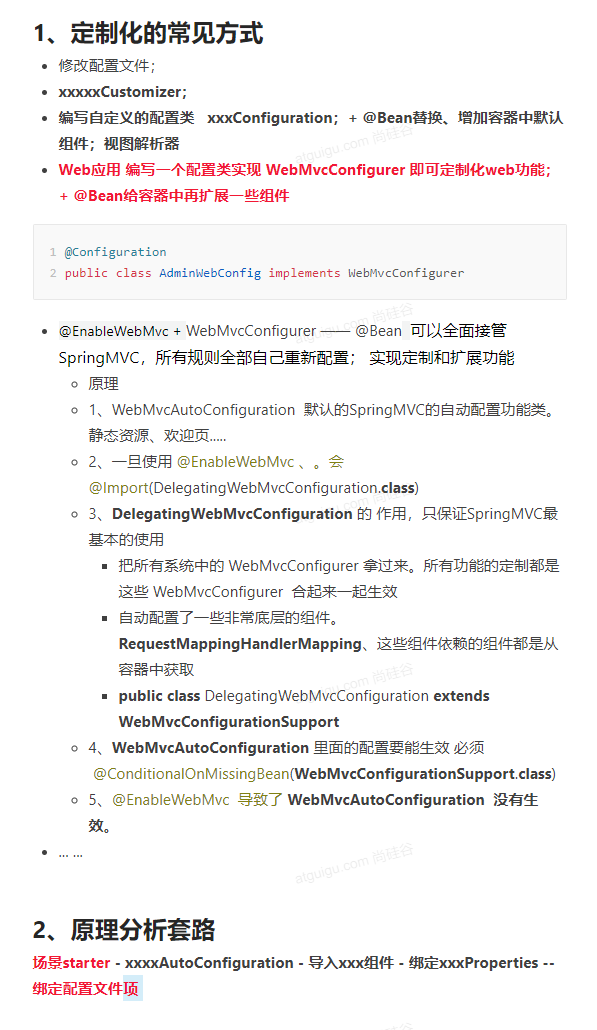 1、定制化的常见方式
修改配置文件；
xxxxxCustomizer；
编写自定义的配置类 xxxConfiguration；+ @Bean替换、增加容器中默认
组件；视图解析器
Web应用 编写一个配置类实现 WebMvcConfigurer 即可定制化web功能；
+ @Bean给容器中再扩展一些组件
1 @Configuration
2 public class AdminWebConfig implements WebMvcConfigurer
@EnableWebMvc + WebMvcConfigurer —— @Bean 可以全面接管
SpringMVC，所有规则全部自己重新配置； 实现定制和扩展功能
原理
1、WebMvcAutoConfiguration 默认的SpringMVC的自动配置功能类。
静态资源、欢迎页.....
2、一旦使用 @EnableWebMvc 、。会
@Import(DelegatingWebMvcConfiguration.class)
3、DelegatingWebMvcConfiguration 的 作用，只保证SpringMVC最
基本的使用
把所有系统中的 WebMvcConfigurer 拿过来。所有功能的定制都是
这些 WebMvcConfigurer 合起来一起生效
自动配置了一些非常底层的组件。
RequestMappingHandlerMapping、这些组件依赖的组件都是从
容器中获取
public class DelegatingWebMvcConfiguration extends
WebMvcConfigurationSupport
4、WebMvcAutoConfiguration 里面的配置要能生效 必须
@ConditionalOnMissingBean(WebMvcConfigurationSupport.class)
5、@EnableWebMvc 导致了 WebMvcAutoConfiguration 没有生
效。
... ...
atguigu.com 尚硅谷
2、原理分析套路
场景starter - xxxxAutoConfiguration - 导入xxx组件 - 绑定xxxProperties --
绑定配置文件项